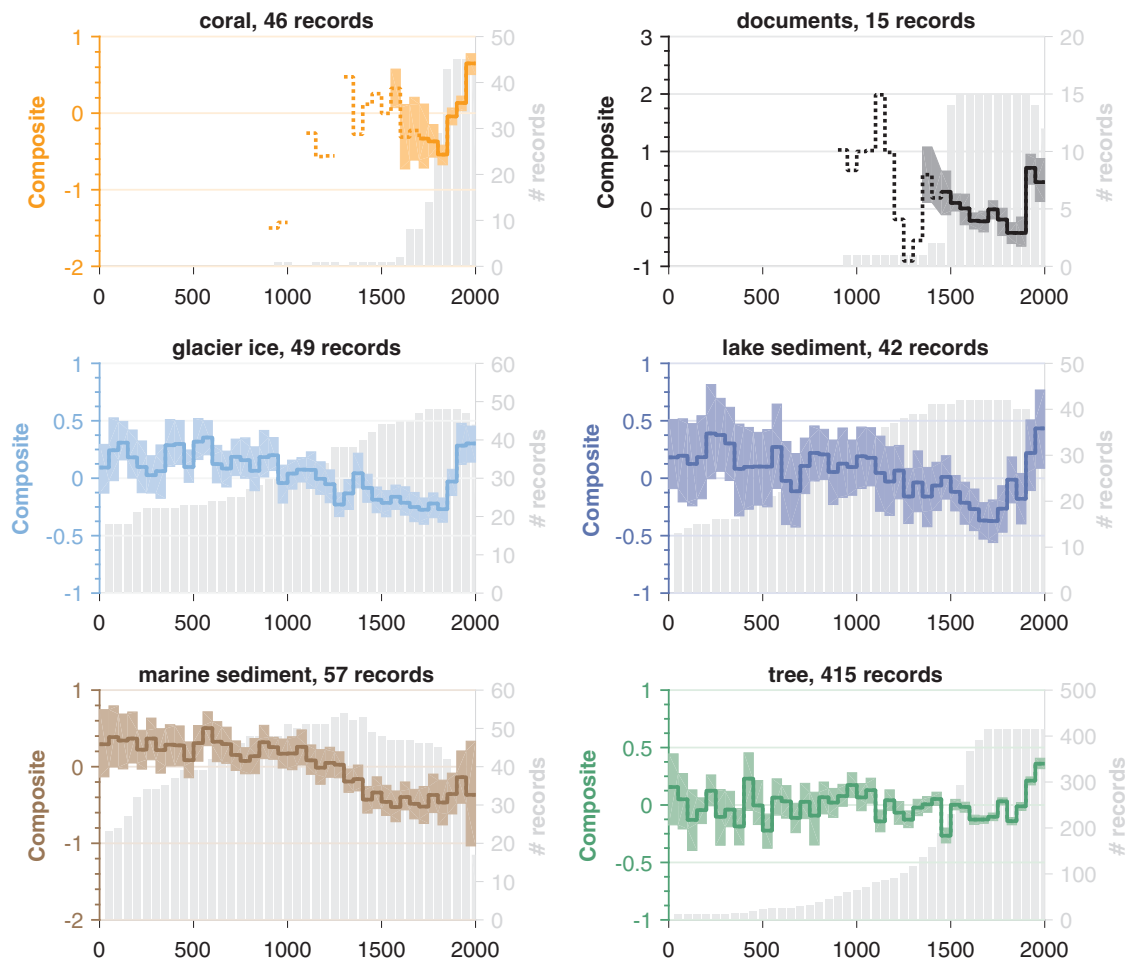 coral, 46 records
documents, 15 records
1
0
-1
-2
Composite
50
40
30
20
10
0
# records
0 500 1000 1500 2000
3
2
1
0
-1
Composite
20
15
10
5
0
# records
0 500 1000 1500 2000
glacier ice, 49 records
lake sediment, 42 records
1
0.5
0
-0.5
-1
Composite
60
50
40
30
20
10
0
# records
0 500 1000 1500 2000
1
0.5
0
-0.5
-1
Composite
50
40
30
20
10
0
# records
0 500 1000 1500 2000
marine sediment, 57 records
tree, 415 records
1
0
-1
-2
Composite
60
50
40
30
20
10
0
# records
0 500 1000 1500 2000
1
0.5
0
-0.5
-1
Composite
500
400
300
200
100
0
# records
0 500 1000 1500 2000